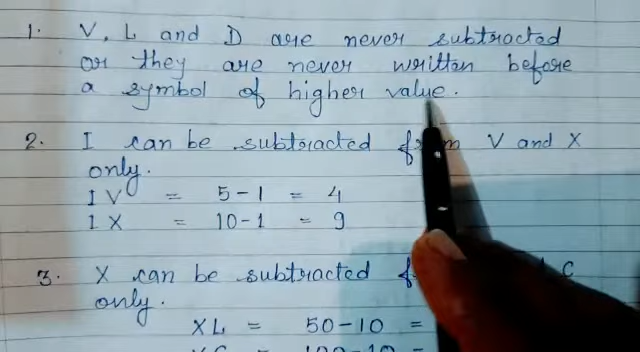 1. V, L and D are never subtracted
or they are never written before
a symbol of higher value.
2. I can be subtracted from V and X
only.
IV = 5-1 = 4
IX = 10-1 = 9
3. X can be subtracted C
only.
XL = 50-10 =